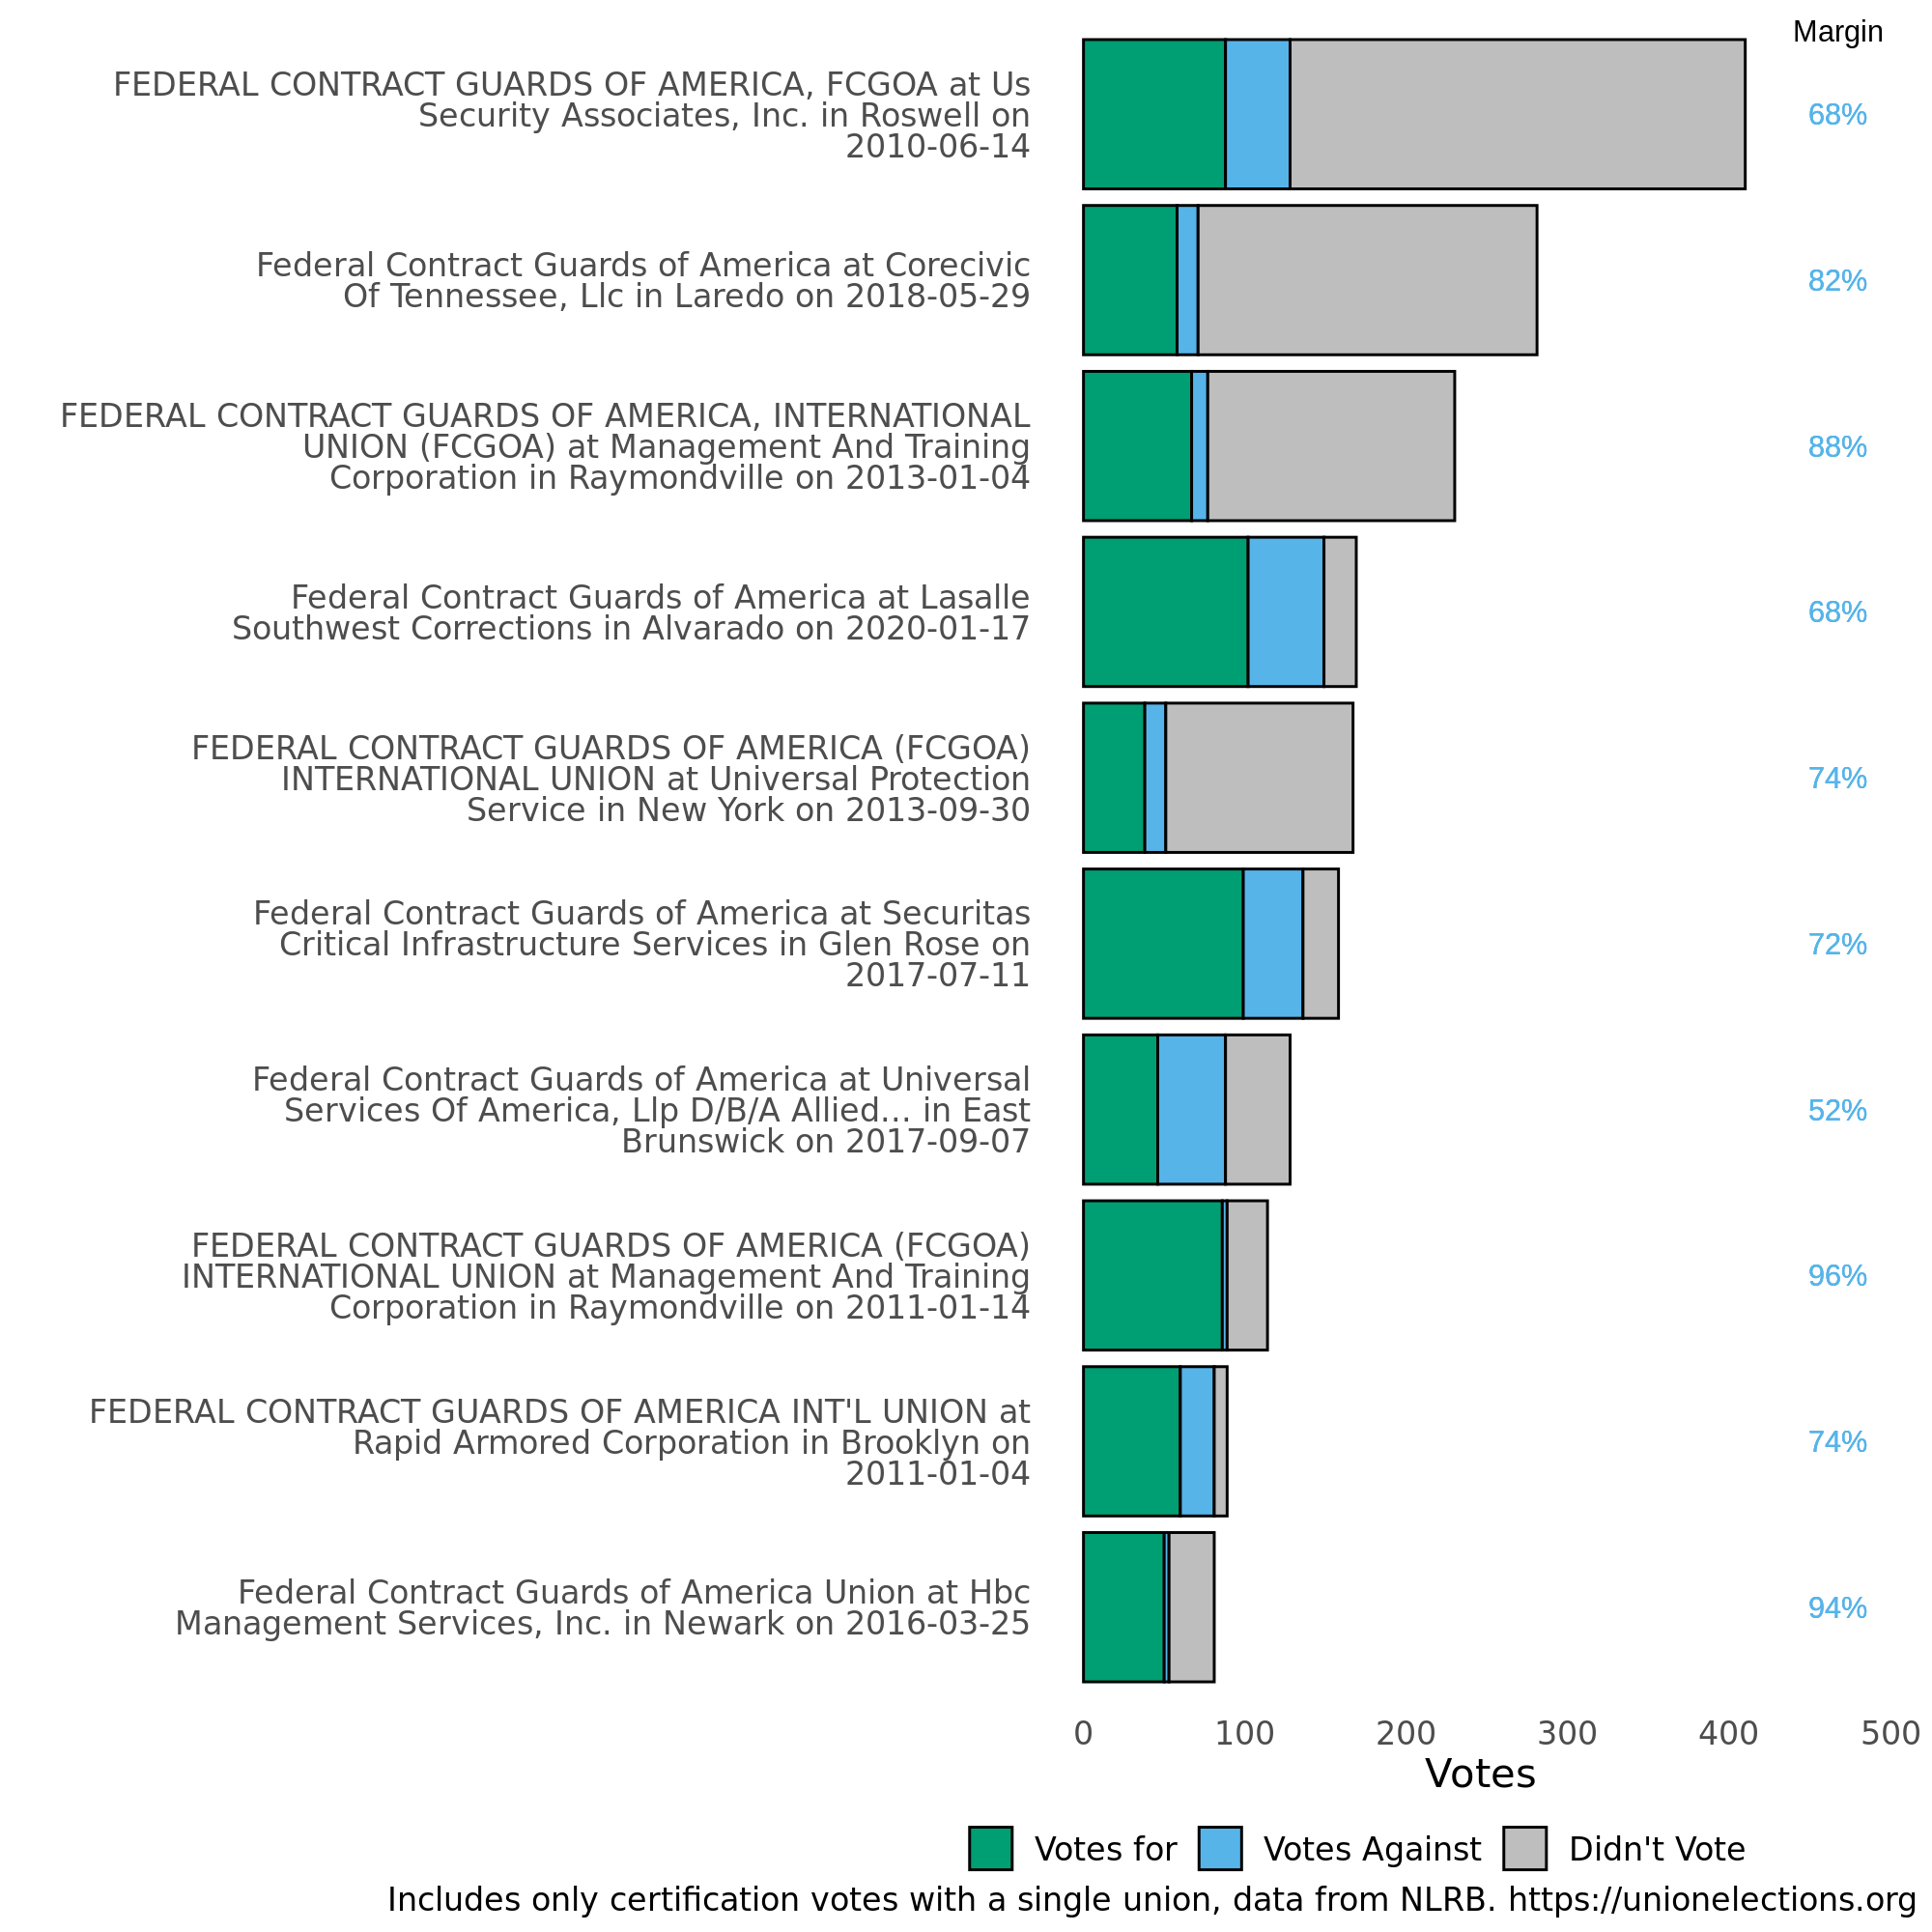 Margin
FEDERAL CONTRACT GUARDS OF AMERICA, FCGOA at Us
Security Associates, Inc. in Roswell on
2010-06-14
68%
Federal Contract Guards of America at Corecivic
Of Tennessee, Llc in Laredo on 2018-05-29
82%
FEDERAL CONTRACT GUARDS OF AMERICA, INTERNATIONAL
UNION (FCGOA) at Management And Training
Corporation in Raymondville on 2013-01-04
88%
Federal Contract Guards of America at Lasalle
Southwest Corrections in Alvarado on 2020-01-17
68%
FEDERAL CONTRACT GUARDS OF AMERICA (FCGOA)
INTERNATIONAL UNION at Universal Protection
Service in New York on 2013-09-30
74%
Federal Contract Guards of America at Securitas
Critical Infrastructure Services in Glen Rose on
2017-07-11
72%
Federal Contract Guards of America at Universal
Services Of America, Llp D/B/A Allied... in East
Brunswick on 2017-09-07
52%
FEDERAL CONTRACT GUARDS OF AMERICA (FCGOA)
INTERNATIONAL UNION at Management And Training
Corporation in Raymondville on 2011-01-14
96%
FEDERAL CONTRACT GUARDS OF AMERICA INT'L UNION at
Rapid Armored Corporation in Brooklyn on
2011-01-04
74%
Federal Contract Guards of America Union at Hbc
Management Services, Inc. in Newark on 2016-03-25
94%
0 100 200 300 400 500
Votes
Votes for Votes Against Didn't Vote
Includes only certification votes with a single union, data from NLRB. https://unionelections.org